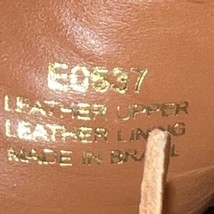 E0537
LEATHER UPPER
LEATHER LINING
MADE IN BRAZIL